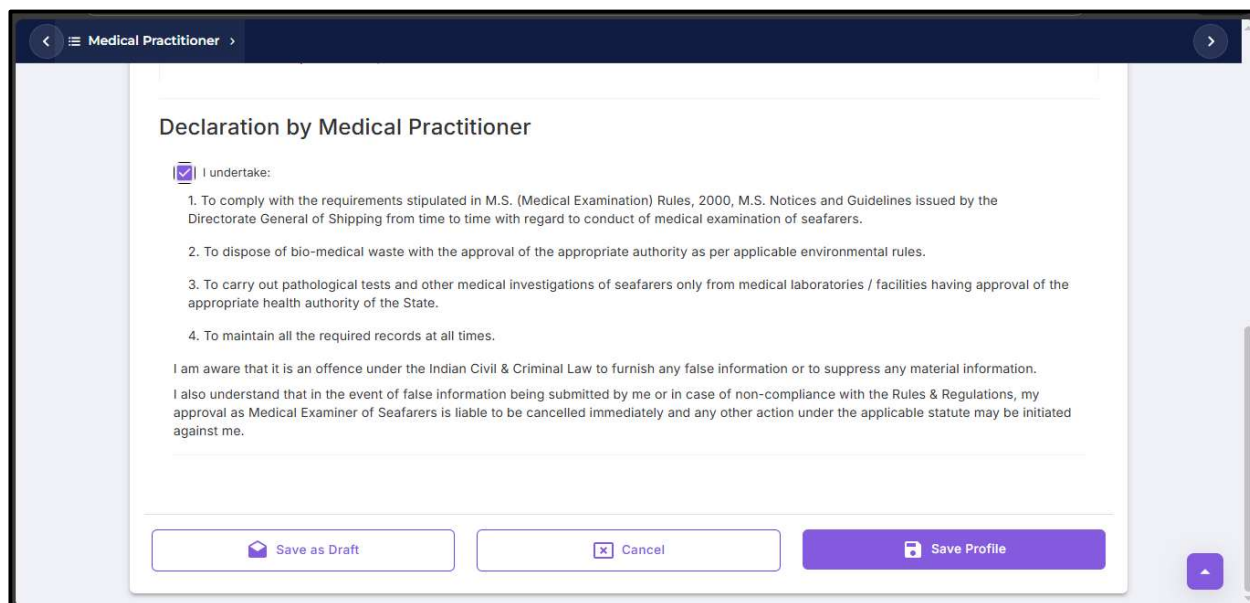 Medical Practitioner
Declaration by Medical Practitioner
I undertake:
1. To comply with the requirements stipulated in M.S. (Medical Examination) Rules, 2000, M.S. Notices and Guidelines issued by the
Directorate General of Shipping from time to time with regard to conduct of medical examination of seafarers.
2. To dispose of bio-medical waste with the approval of the appropriate authority as per applicable environmental rules.
3. To carry out pathological tests and other medical investigations of seafarers only from medical laboratories / facilities having approval of the
appropriate health authority of the State.
4. To maintain all the required records at all times.
I am aware that it is an offence under the Indian Civil & Criminal Law to furnish any false information or to suppress any material information.
I also understand that in the event of false information being submitted by me or in case of non-compliance with the Rules & Regulations, my
approval as Medical Examiner of Seafarers is liable to be cancelled immediately and any other action under the applicable statute may be initiated
against me.
Save as Draft
Cancel
Save Profile